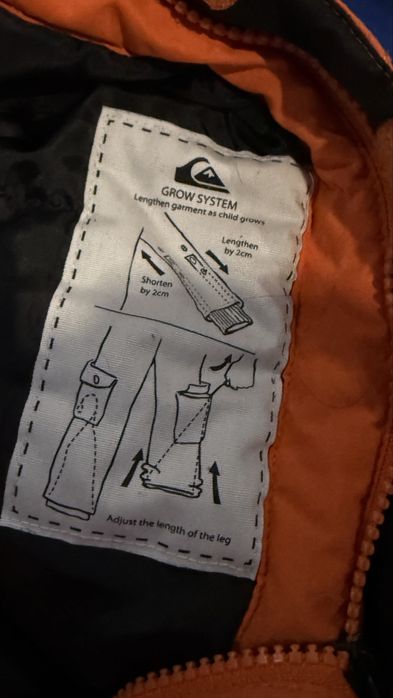 GROW SYSTEM
Lengthen garment as child grows
Lengthen
by 2cm
Shorten
by 2cm
Adjust the length of the leg